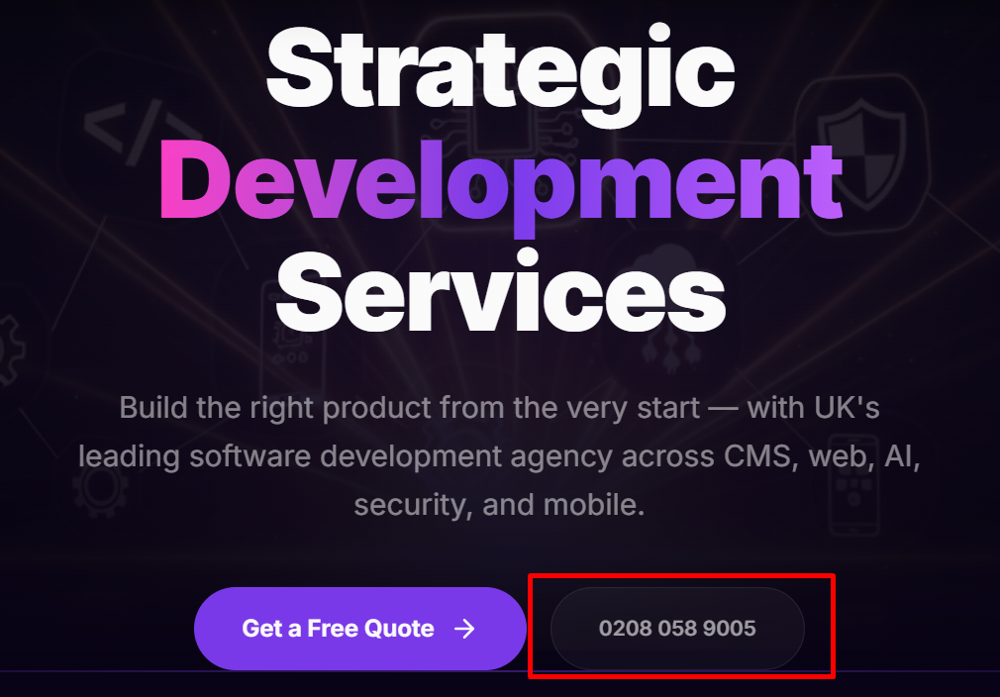 Strategic
Development
Services
Build the right product from the very start — with UK's
leading software development agency across CMS, web, AI,
security, and mobile.
Get a Free Quote →
0208 058 9005